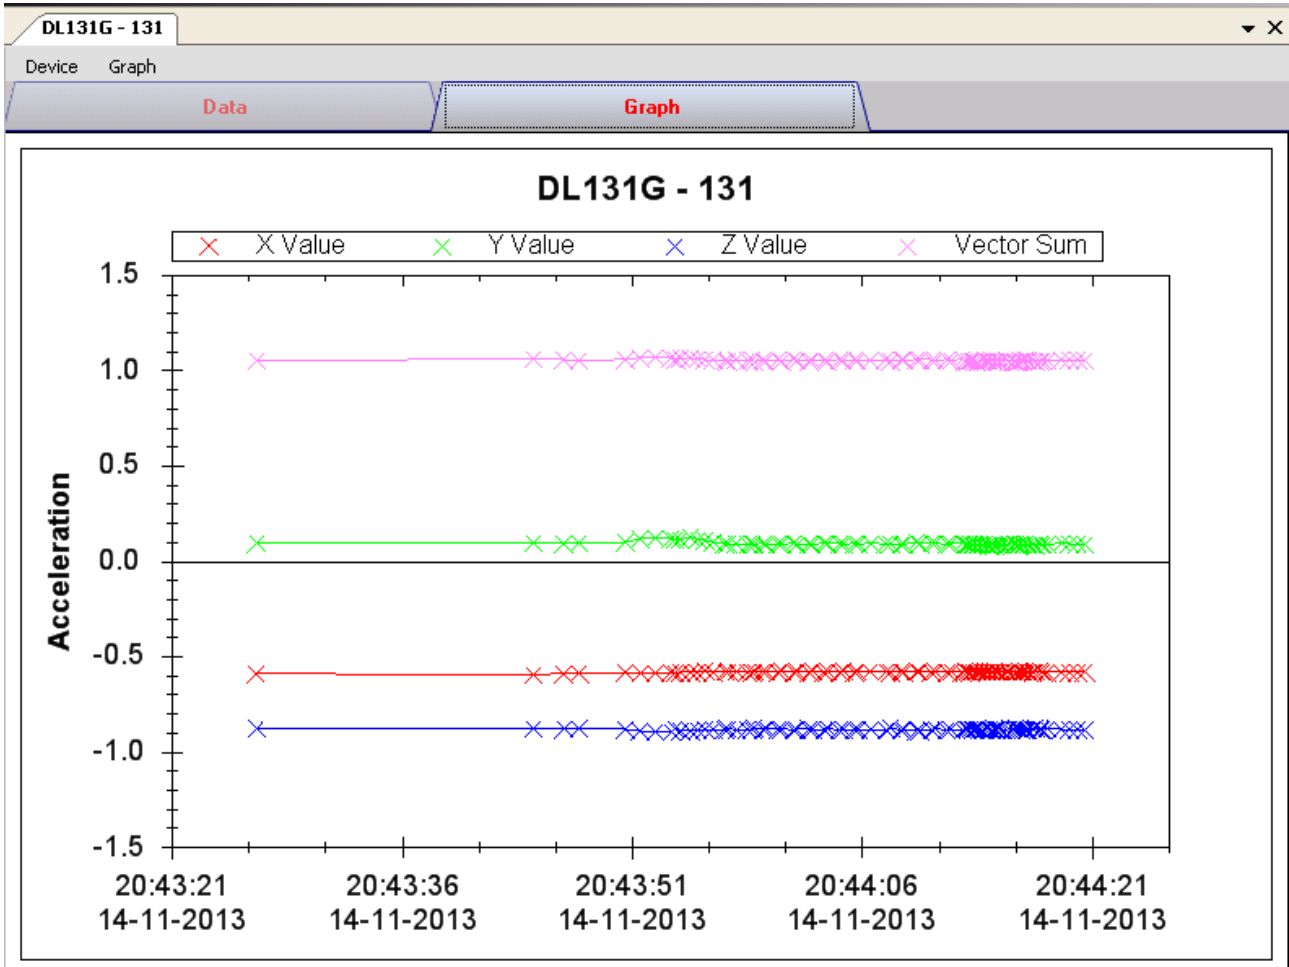 DL131G - 131
Device Graph
Data Graph
DL131G - 131
X Value Y Value Z Value Vector Sum
1.5
1.0
0.5
0.0
-0.5
-1.0
-1.5
Acceleration
20:43:21 20:43:36 20:43:51 20:44:06 20:44:21
14-11-2013 14-11-2013 14-11-2013 14-11-2013 14-11-2013